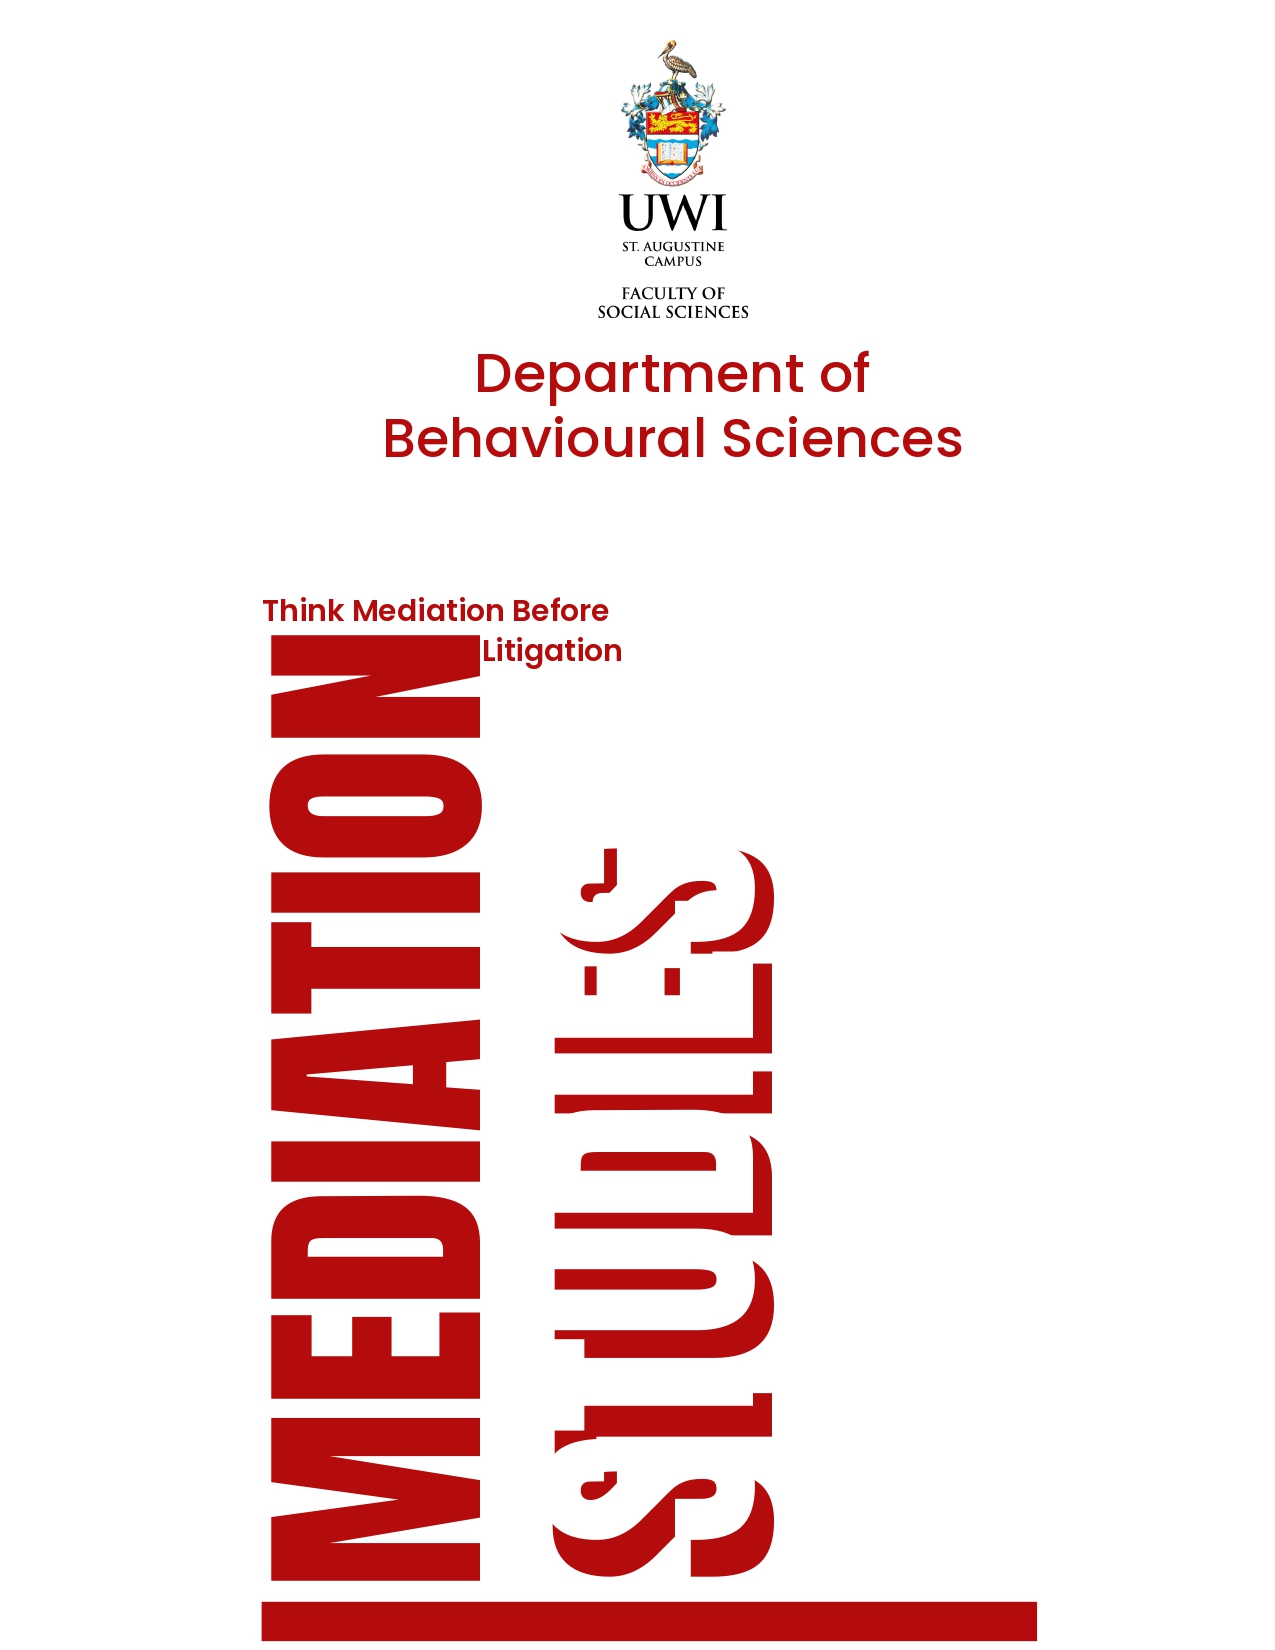 UWI
ST. AUGUSTINE
CAMPUS
FACULTY OF
SOCIAL SCIENCES
Department of
Behavioural Sciences
Think Mediation Before
Litigation
MEDIATION
STUDIES